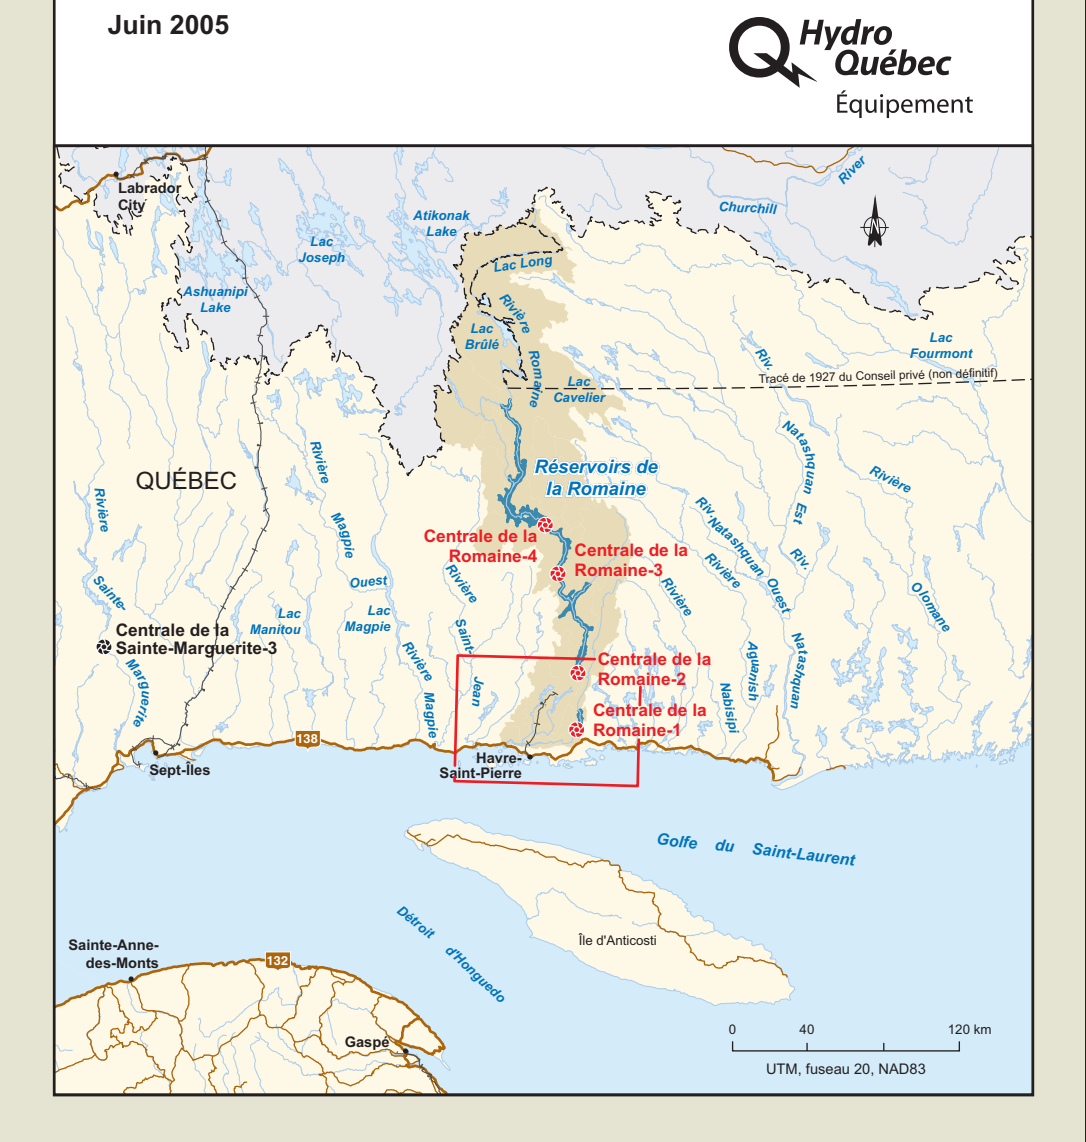 Juin 2005
Hydro
Québec
Équipement
Labrador
City
Lac
Joseph
Atikonak
Lake
Churchill
River
Ashuanipi
Lake
Lac Long
Lac
Brûlé
Rivière
Romaine
Lac
Cavelier
Riv.
Lac
Fourmont
Tracé de 1927 du Conseil privé (non définitif)
Natashquan
Est
Riv.
QUÉBEC
Rivière
Sainte-
Marguerite
Rivière
Magpie
Ouest
Réservoirs de
la Romaine
Riv.
Natashquan
Ouest
Rivière
Olomane
Centrale de la
Romaine-4
Centrale de la
Romaine-3
Rivière
Nabisipi
Rivière
Aguanish
Natashquan
Lac
Manitou
Lac
Magpie
Rivière
Magpie
Rivière
Saint-
Jean
Centrale de la
Sainte-Marguerite-3
Centrale de la
Romaine-2
Centrale de la
Romaine-1
138
Sept-Îles
Havre-
Saint-Pierre
Golfe du Saint-Laurent
Détroit d'Honguedo
Île d'Anticosti
Sainte-Anne-
des-Monts
132
Gaspé
0 40 120 km
UTM, fuseau 20, NAD83